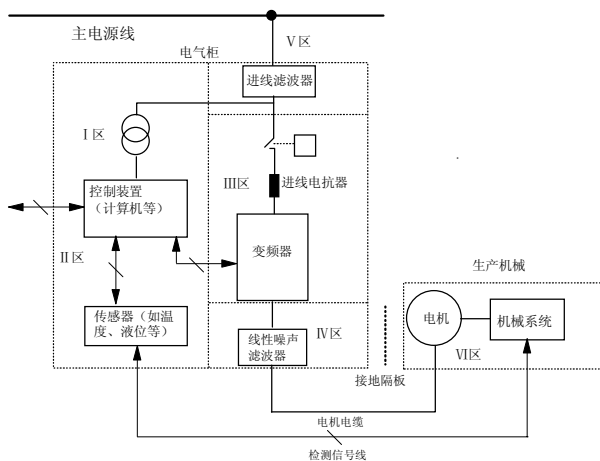 主电源线
V区
电气柜
进线滤波器
I区
控制装置
（计算机等）
III区
进线电抗器
变频器
II区
生产机械
传感器（如温
度、液位等）
线性噪声
滤波器
IV区
接地隔板
电机
机械系统
VI区
电机电缆
检测信号线